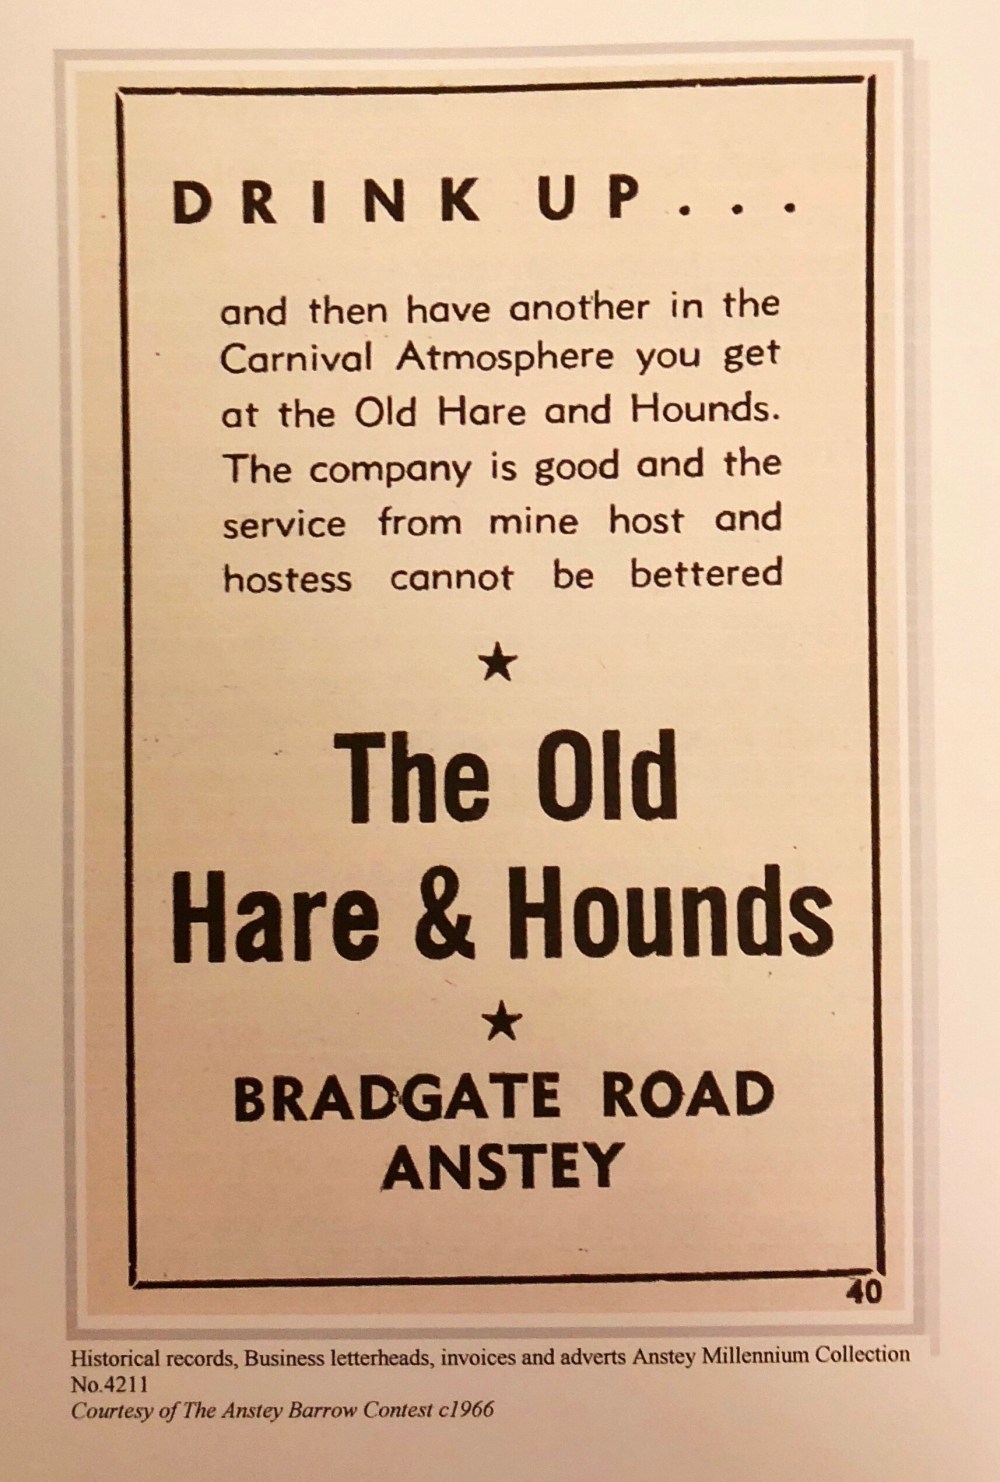 DRINK UP...
and then have another in the
Carnival Atmosphere you get
at the Old Hare and Hounds.
The company is good and the
service from mine host and
hostess cannot be bettered
★
The Old
Hare & Hounds
★
BRADGATE ROAD
ANSTEY
40
Historical records, Business letterheads, invoices and adverts Anstey Millennium Collection
No.4211
Courtesy of The Anstey Barrow Contest c1966